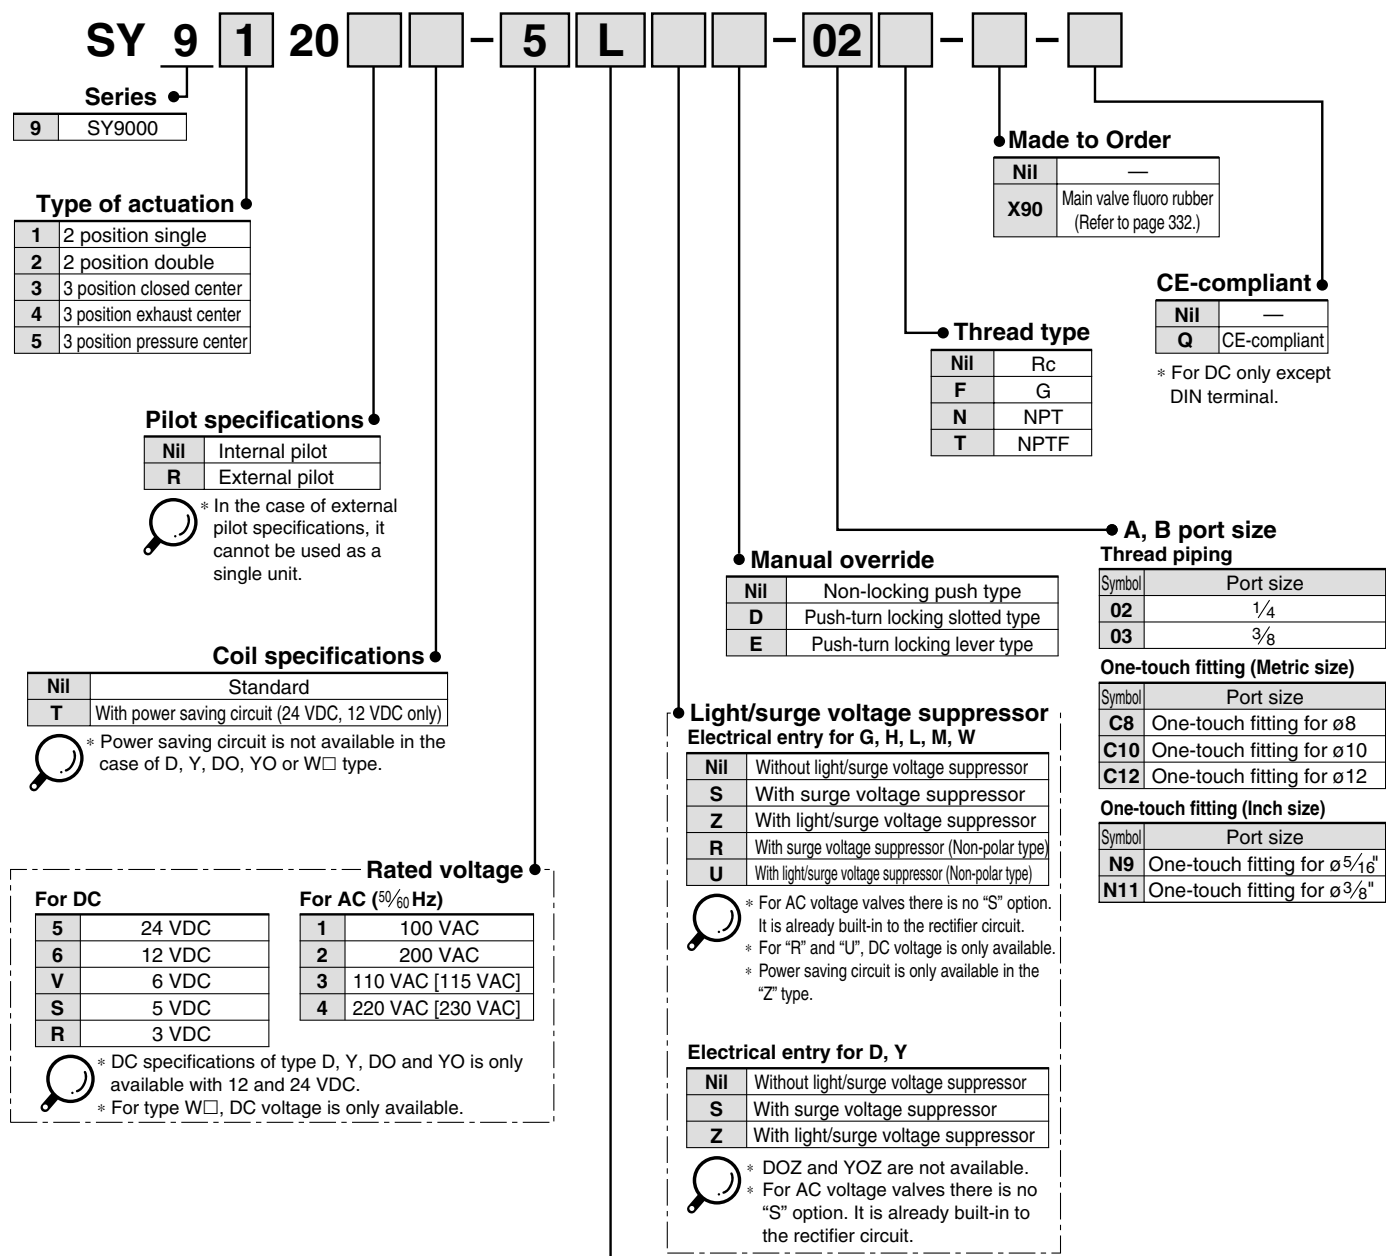 SY 9 1 20 – 5 L – 02 – –
Series
9 SY9000
Type of actuation
1 2 position single
2 2 position double
3 3 position closed center
4 3 position exhaust center
5 3 position pressure center
Pilot specifications
Nil Internal pilot
R External pilot
* In the case of external
pilot specifications, it
cannot be used as a
single unit.
Coil specifications
Nil Standard
T With power saving circuit (24 VDC, 12 VDC only)
* Power saving circuit is not available in the
case of D, Y, DO, YO or W□ type.
Rated voltage
For DC
5 24 VDC
6 12 VDC
V 6 VDC
S 5 VDC
R 3 VDC
For AC (50/60 Hz)
1 100 VAC
2 200 VAC
3 110 VAC [115 VAC]
4 220 VAC [230 VAC]
* DC specifications of type D, Y, DO and YO is only
available with 12 and 24 VDC.
* For type W□, DC voltage is only available.
Light/surge voltage suppressor
Electrical entry for G, H, L, M, W
Nil Without light/surge voltage suppressor
S With surge voltage suppressor
Z With light/surge voltage suppressor
R With surge voltage suppressor (Non-polar type)
U With light/surge voltage suppressor (Non-polar type)
* For AC voltage valves there is no “S” option.
It is already built-in to the rectifier circuit.
* For “R” and “U”, DC voltage is only available.
* Power saving circuit is only available in the
“Z” type.
Electrical entry for D, Y
Nil Without light/surge voltage suppressor
S With surge voltage suppressor
Z With light/surge voltage suppressor
* DOZ and YOZ are not available.
* For AC voltage valves there is no
“S” option. It is already built-in to
the rectifier circuit.
Manual override
Nil Non-locking push type
D Push-turn locking slotted type
E Push-turn locking lever type
A, B port size
Thread piping
Symbol Port size
02 1/4
03 3/8
One-touch fitting (Metric size)
Symbol Port size
C8 One-touch fitting for ø8
C10 One-touch fitting for ø10
C12 One-touch fitting for ø12
One-touch fitting (Inch size)
Symbol Port size
N9 One-touch fitting for ø5/16"
N11 One-touch fitting for ø3/8"
Thread type
Nil Rc
F G
N NPT
T NPTF
Made to Order
Nil —
X90 Main valve fluoro rubber
(Refer to page 332.)
CE-compliant
Nil —
Q CE-compliant
* For DC only except
DIN terminal.